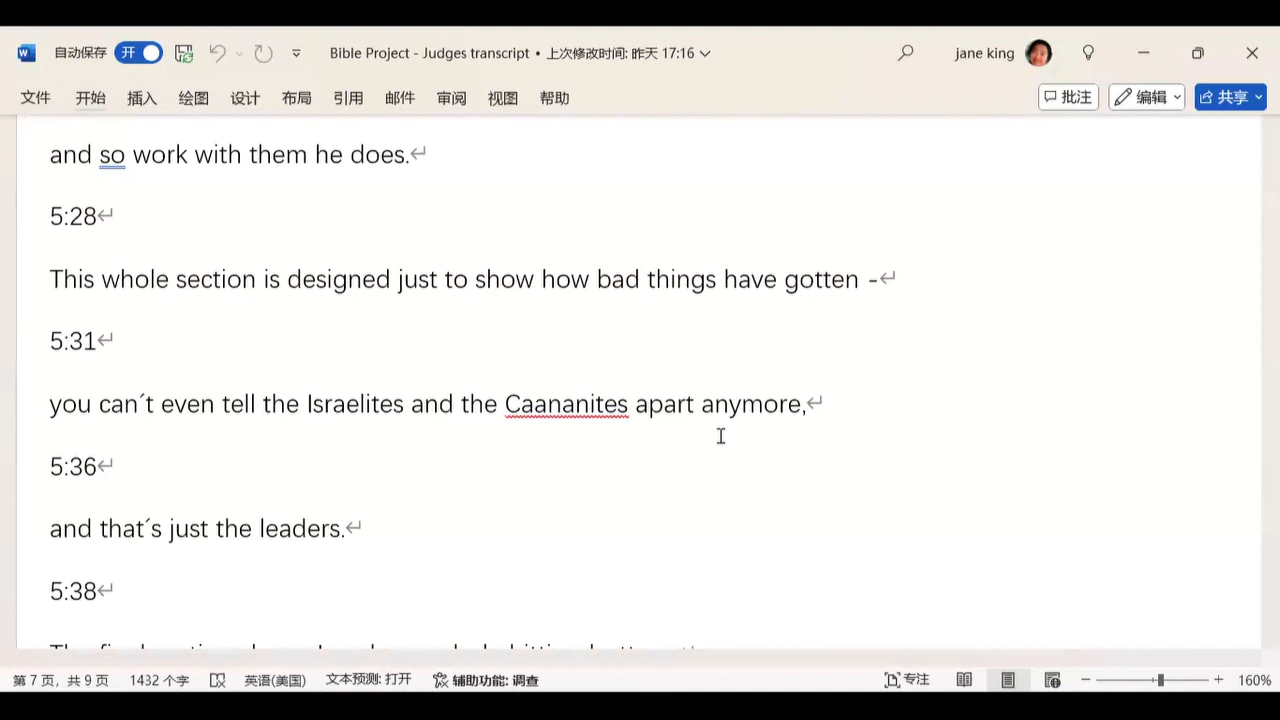 自动保存 开 Bible Project - Judges transcript • 上次修改时间: 昨天 17:16 jane king
文件 开始 插入 绘图 设计 布局 引用 邮件 审阅 视图 帮助 批注 编辑 共享
and so work with them he does.↵
5:28↵
This whole section is designed just to show how bad things have gotten -↵
5:31↵
you can´t even tell the Israelites and the Caananites apart anymore,↵
5:36↵
and that´s just the leaders.↵
5:38↵
第 7 页，共 9 页 1432 个字 英语(美国) 文本预测: 打开 辅助功能: 调查 专注 160%